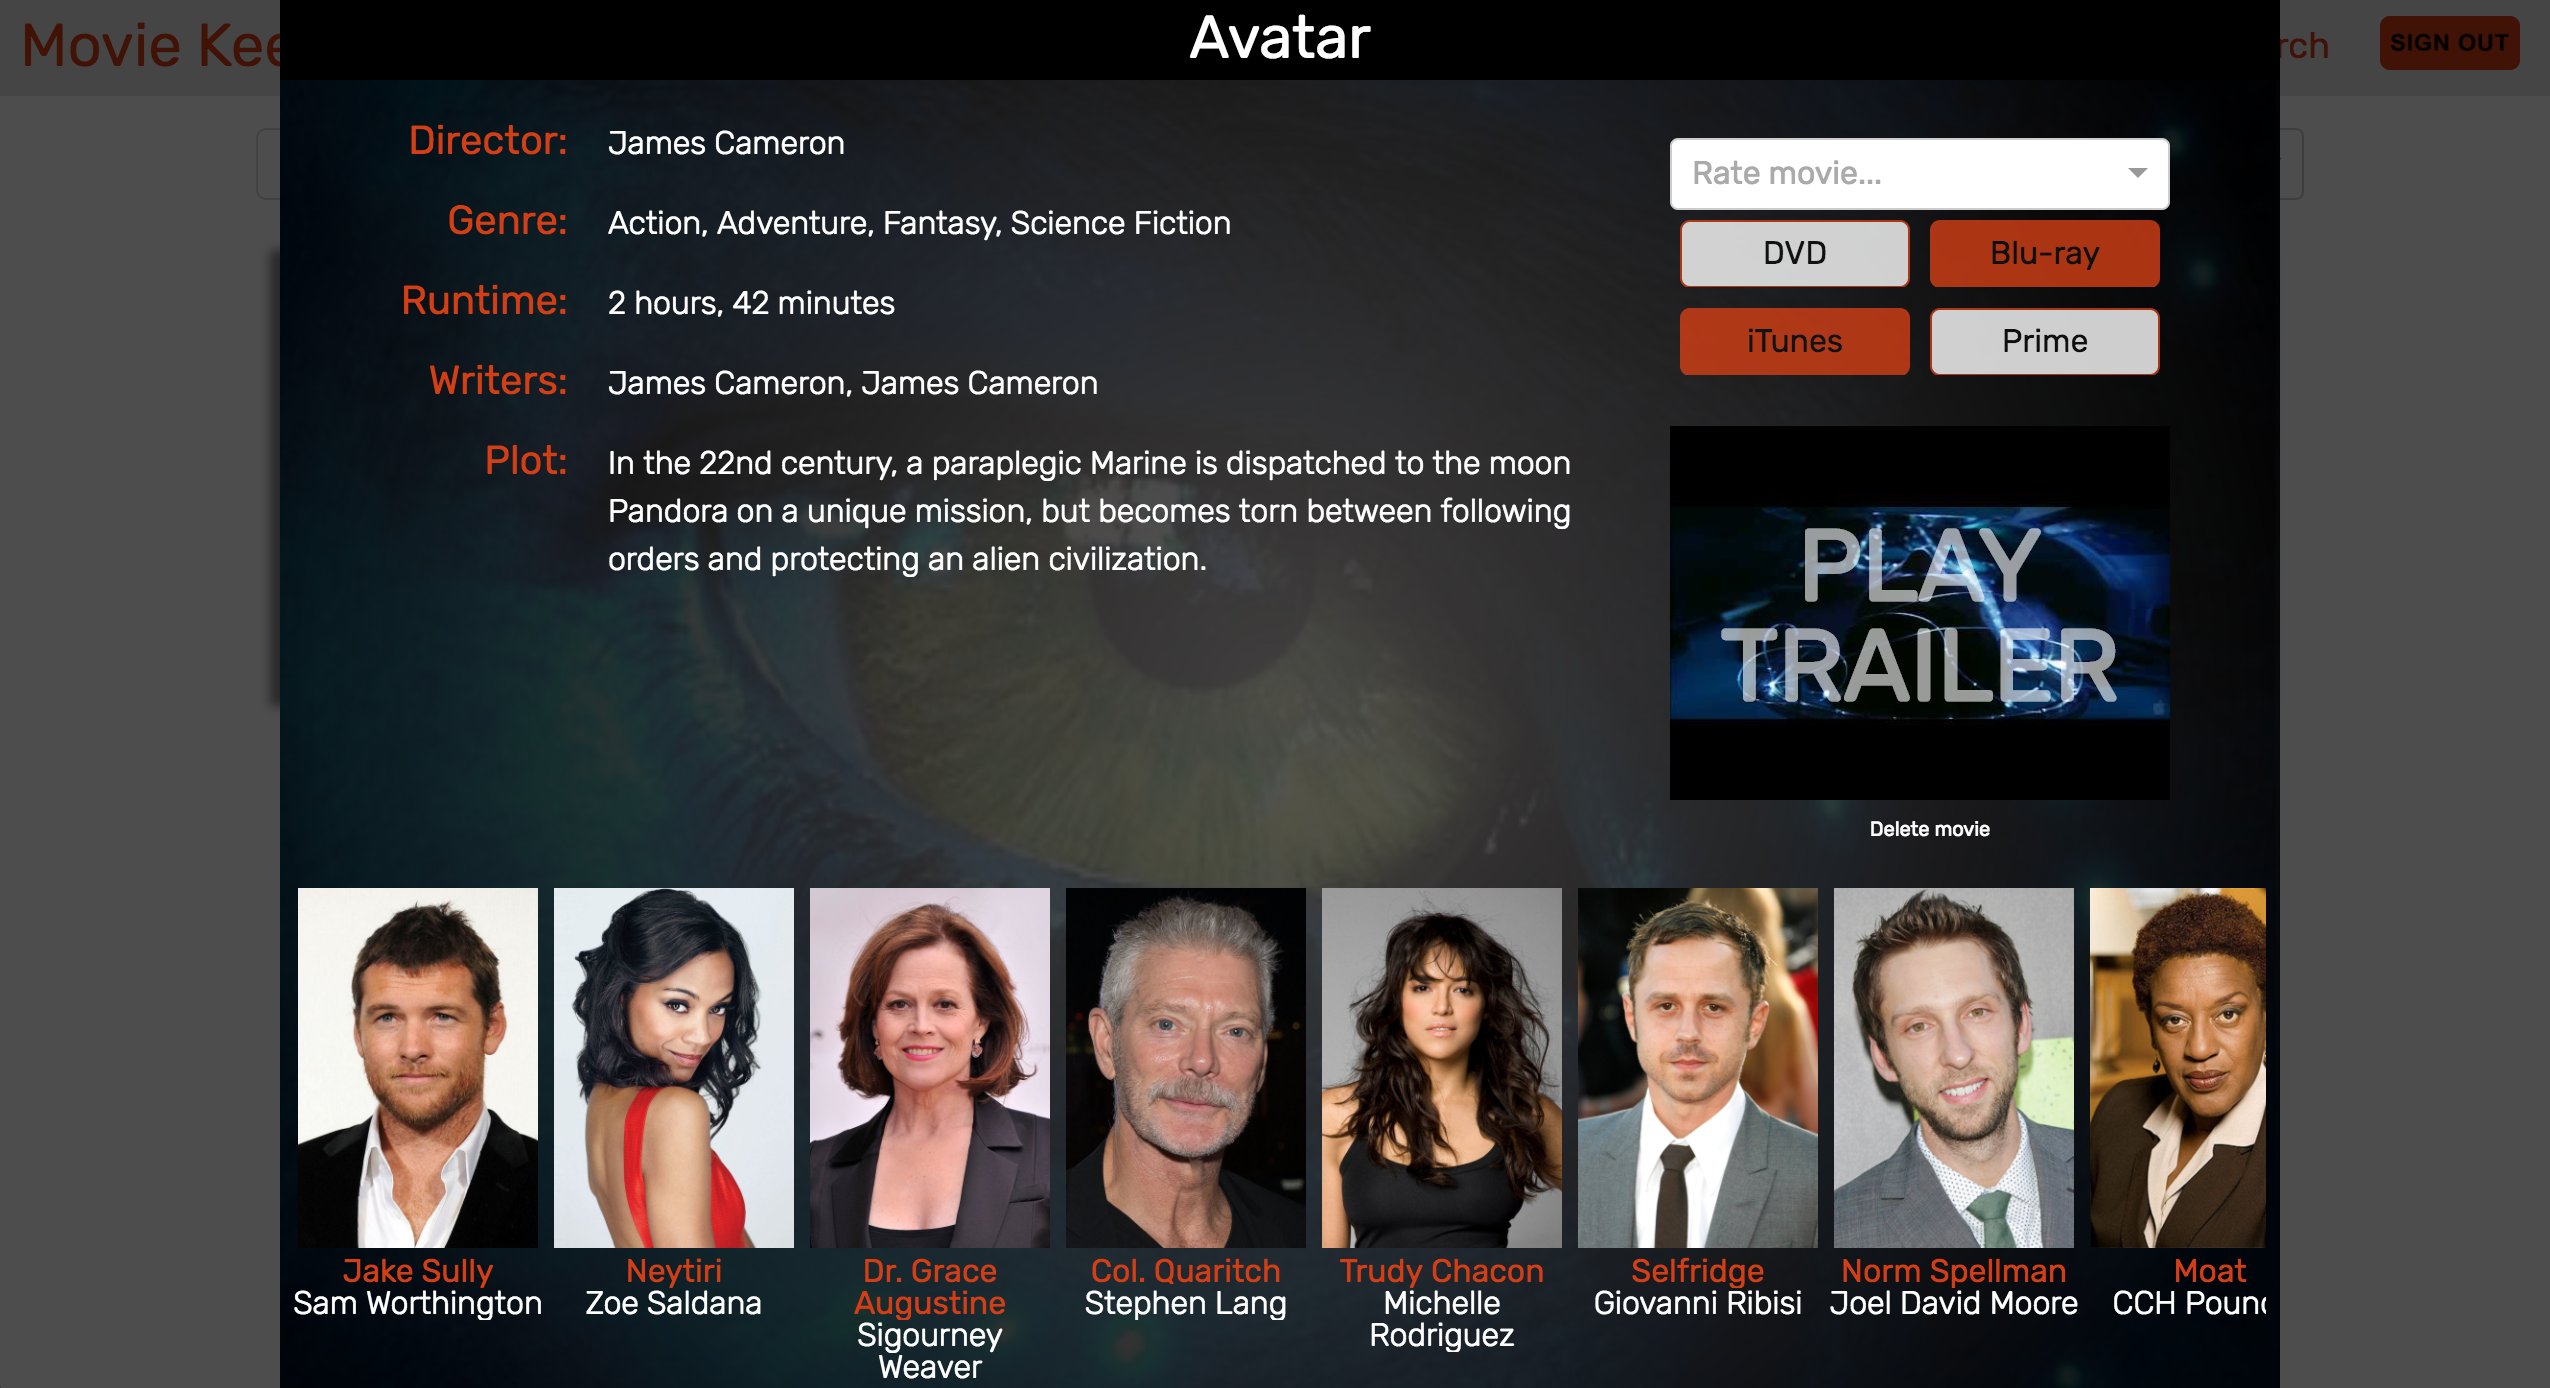 Movie Kee
Avatar
rch
SIGN OUT
Director:
James Cameron
Genre:
Action, Adventure, Fantasy, Science Fiction
Runtime:
2 hours, 42 minutes
Writers:
James Cameron, James Cameron
Plot:
In the 22nd century, a paraplegic Marine is dispatched to the moon
Pandora on a unique mission, but becomes torn between following
orders and protecting an alien civilization.
Rate movie...
DVD
Blu-ray
iTunes
Prime
PLAY
TRAILER
Delete movie
Jake Sully
Sam Worthington
Neytiri
Zoe Saldana
Dr. Grace
Augustine
Sigourney
Weaver
Col. Quaritch
Stephen Lang
Trudy Chacon
Michelle
Rodriguez
Selfridge
Giovanni Ribisi
Norm Spellman
Joel David Moore
Moat
CCH Pounc